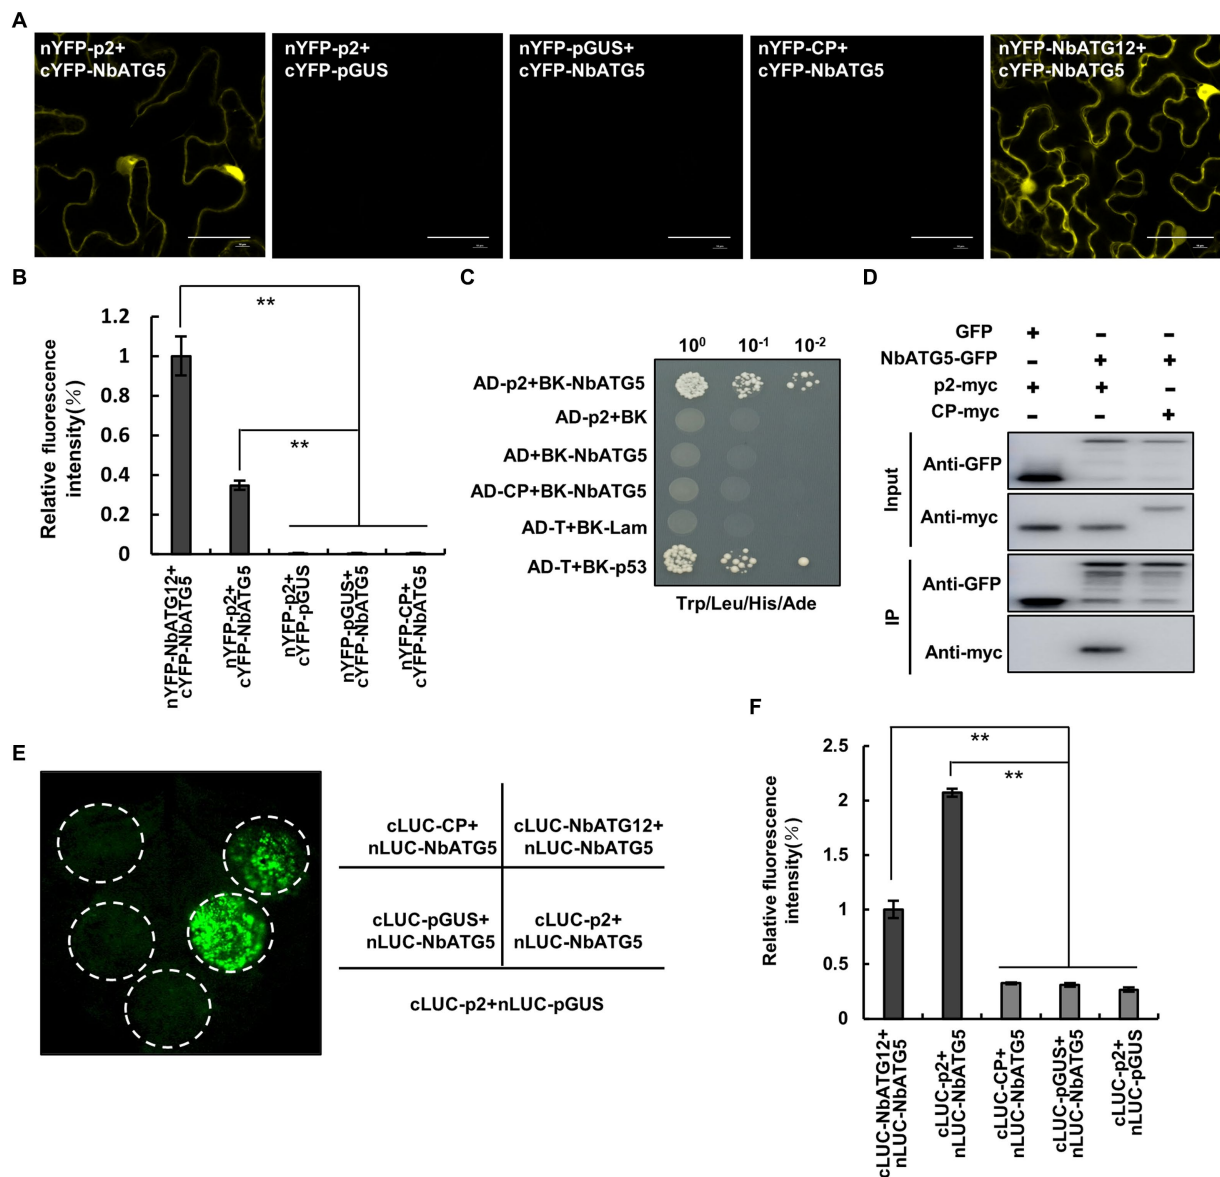 A
nYFP-p2+
cYFP-NbATG5
nYFP-p2+
cYFP-pGUS
nYFP-pGUS+
cYFP-NbATG5
nYFP-CP+
cYFP-NbATG5
nYFP-NbATG12+
cYFP-NbATG5
B
Relative fluorescence
intensity(%)
1.2
1
0.8
0.6
0.4
0.2
0
**
**
nYFP-NbATG12+
cYFP-NbATG5
nYFP-p2+
cYFP-NbATG5
nYFP-p2+
cYFP-pGUS
nYFP-pGUS+
cYFP-NbATG5
nYFP-CP+
cYFP-NbATG5
C
10⁰ 10⁻¹ 10⁻²
AD-p2+BK-NbATG5
AD-p2+BK
AD+BK-NbATG5
AD-CP+BK-NbATG5
AD-T+BK-Lam
AD-T+BK-p53
Trp/Leu/His/Ade
D
GFP + - -
NbATG5-GFP - + +
p2-myc + + -
CP-myc - - +
Input
Anti-GFP
Anti-myc
IP
Anti-GFP
Anti-myc
E
cLUC-CP+
nLUC-NbATG5
cLUC-NbATG12+
nLUC-NbATG5
cLUC-pGUS+
nLUC-NbATG5
cLUC-p2+
nLUC-NbATG5
cLUC-p2+nLUC-pGUS
F
Relative fluorescence
intensity(%)
2.5
2
1.5
1
0.5
0
**
**
cLUC-NbATG12+
nLUC-NbATG5
cLUC-p2+
nLUC-NbATG5
cLUC-CP+
nLUC-NbATG5
cLUC-pGUS+
nLUC-NbATG5
cLUC-p2+
nLUC-pGUS